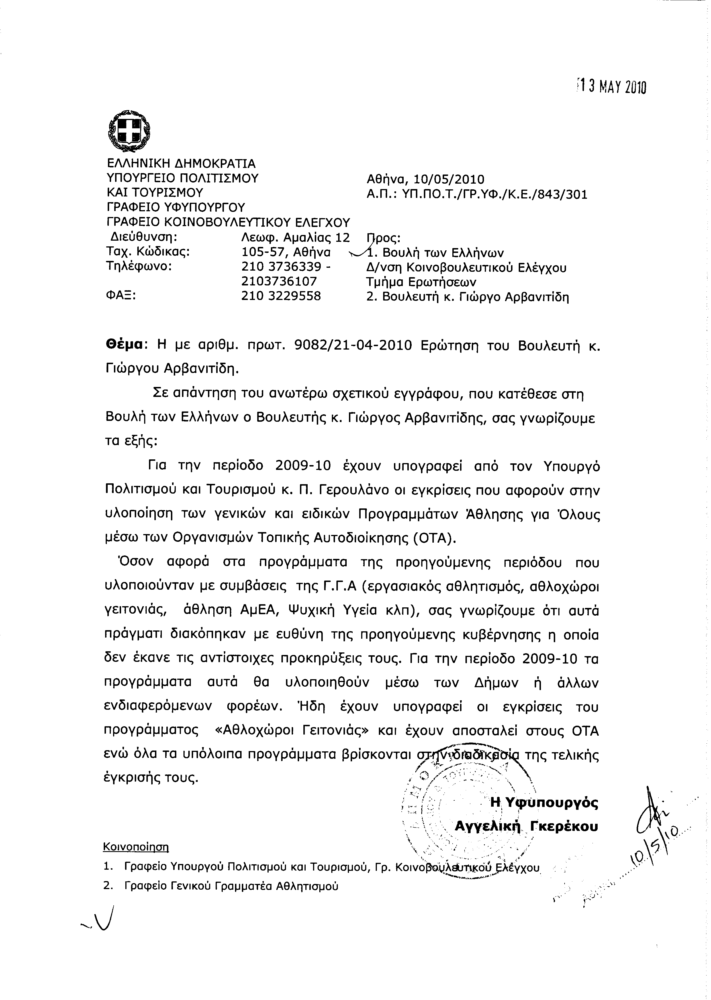 13 MAY 2010
ΕΛΛΗΝΙΚΗ ΔΗΜΟΚΡΑΤΙΑ
ΥΠΟΥΡΓΕΙΟ ΠΟΛΙΤΙΣΜΟΥ
ΚΑΙ ΤΟΥΡΙΣΜΟΥ
ΓΡΑΦΕΙΟ ΥΦΥΠΟΥΡΓΟΥ
ΓΡΑΦΕΙΟ ΚΟΙΝΟΒΟΥΛΕΥΤΙΚΟΥ ΕΛΕΓΧΟΥ
Διεύθυνση: Λεωφ. Αμαλίας 12
Ταχ. Κώδικας: 105-57, Αθήνα
Τηλέφωνο: 210 3736339 -
2103736107
ΦΑΞ: 210 3229558
Αθήνα, 10/05/2010
Α.Π.: ΥΠ.ΠΟ.Τ./ΓΡ.ΥΦ./Κ.Ε./843/301
Προς:
1. Βουλή των Ελλήνων
Δ/νση Κοινοβουλευτικού Ελέγχου
Τμήμα Ερωτήσεων
2. Βουλευτή κ. Γιώργο Αρβανιτίδη
Θέμα: Η με αριθμ. πρωτ. 9082/21-04-2010 Ερώτηση του Βουλευτή κ.
Γιώργου Αρβανιτίδη.
Σε απάντηση του ανωτέρω σχετικού εγγράφου, που κατέθεσε στη
Βουλή των Ελλήνων ο Βουλευτής κ. Γιώργος Αρβανιτίδης, σας γνωρίζουμε
τα εξής:
Για την περίοδο 2009-10 έχουν υπογραφεί από τον Υπουργό
Πολιτισμού και Τουρισμού κ. Π. Γερουλάνο οι εγκρίσεις που αφορούν στην
υλοποίηση των γενικών και ειδικών Προγραμμάτων Άθλησης για Όλους
μέσω των Οργανισμών Τοπικής Αυτοδιοίκησης (ΟΤΑ).
Όσον αφορά στα προγράμματα της προηγούμενης περιόδου που
υλοποιούνταν με συμβάσεις της Γ.Γ.Α (εργασιακός αθλητισμός, αθλοχώροι
γειτονιάς, άθληση ΑμΕΑ, Ψυχική Υγεία κλπ), σας γνωρίζουμε ότι αυτά
πράγματι διακόπηκαν με ευθύνη της προηγούμενης κυβέρνησης η οποία
δεν έκανε τις αντίστοιχες προκηρύξεις τους. Για την περίοδο 2009-10 τα
προγράμματα αυτά θα υλοποιηθούν μέσω των Δήμων ή άλλων
ενδιαφερόμενων φορέων. Ήδη έχουν υπογραφεί οι εγκρίσεις του
προγράμματος «Αθλοχώροι Γειτονιάς» και έχουν αποσταλεί στους ΟΤΑ
ενώ όλα τα υπόλοιπα προγράμματα βρίσκονται στην διαδικασία της τελικής
έγκρισής τους.
Η Υφυπουργός
Αγγελική Γκερέκου
10/5/10
Κοινοποίηση
1. Γραφείο Υπουργού Πολιτισμού και Τουρισμού, Γρ. Κοινοβουλευτικού Ελέγχου
2. Γραφείο Γενικού Γραμματέα Αθλητισμού